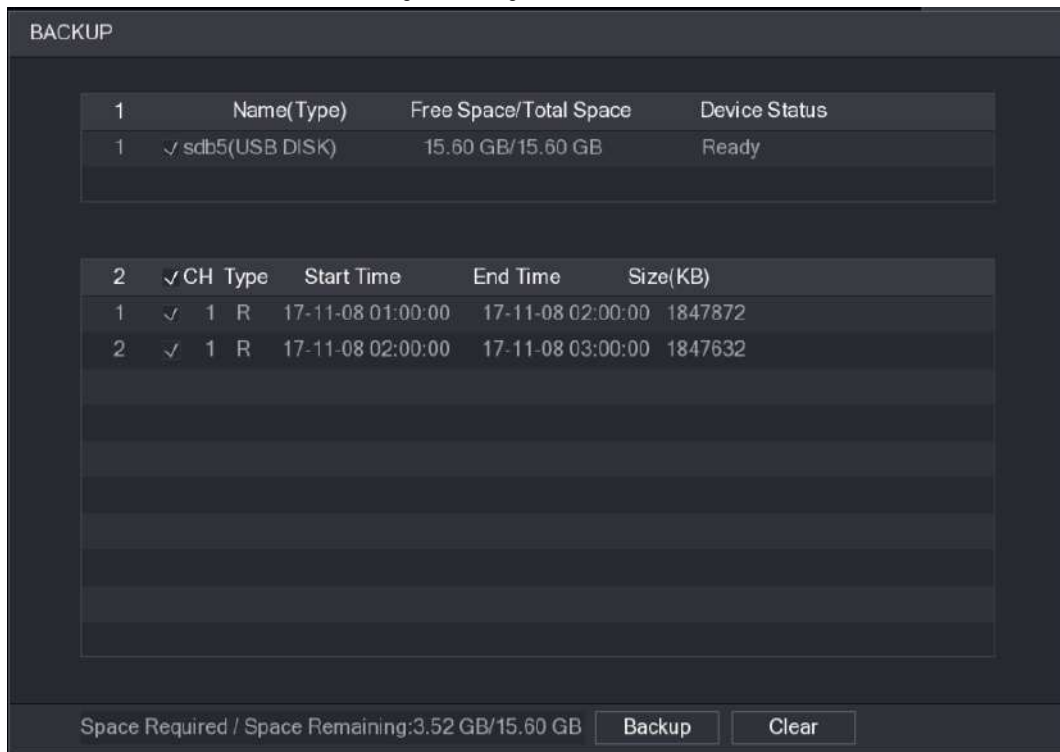 BACKUP
1 Name(Type) Free Space/Total Space Device Status
1 sdb5(USB DISK) 15.60 GB/15.60 GB Ready
2 CH Type Start Time End Time Size(KB)
1 1 R 17-11-08 01:00:00 17-11-08 02:00:00 1847872
2 1 R 17-11-08 02:00:00 17-11-08 03:00:00 1847632
Space Required / Space Remaining:3.52 GB/15.60 GB Backup Clear